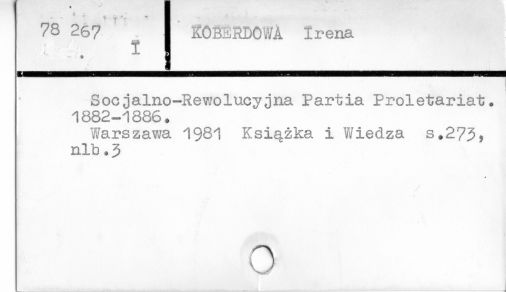 78 267
I
KOBERDOWA Irena
Socjalno-Rewolucyjna Partia Proletariat.
1882-1886.
Warszawa 1981 Książka i Wiedza s.273,
nlb.3